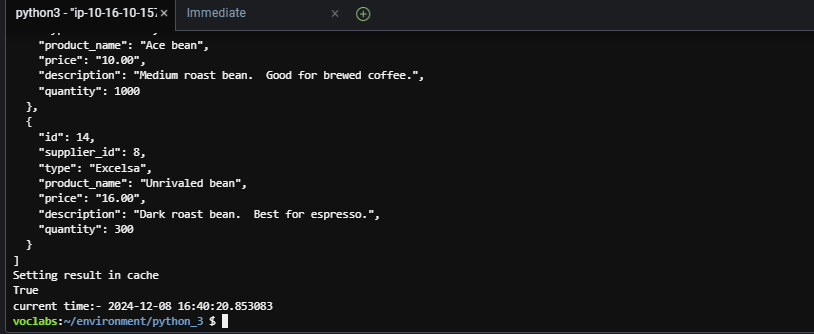 python3 - "ip-10-16-10-157 ×
Immediate ×
"product_name": "Ace bean",
"price": "10.00",
"description": "Medium roast bean.  Good for brewed coffee.",
"quantity": 1000
},
{
"id": 14,
"supplier_id": 8,
"type": "Excelsa",
"product_name": "Unrivaled bean",
"price": "16.00",
"description": "Dark roast bean.  Best for espresso.",
"quantity": 300
}
]
Setting result in cache
True
current time:- 2024-12-08 16:40:20.853083
voclabs:~/environment/python_3 $